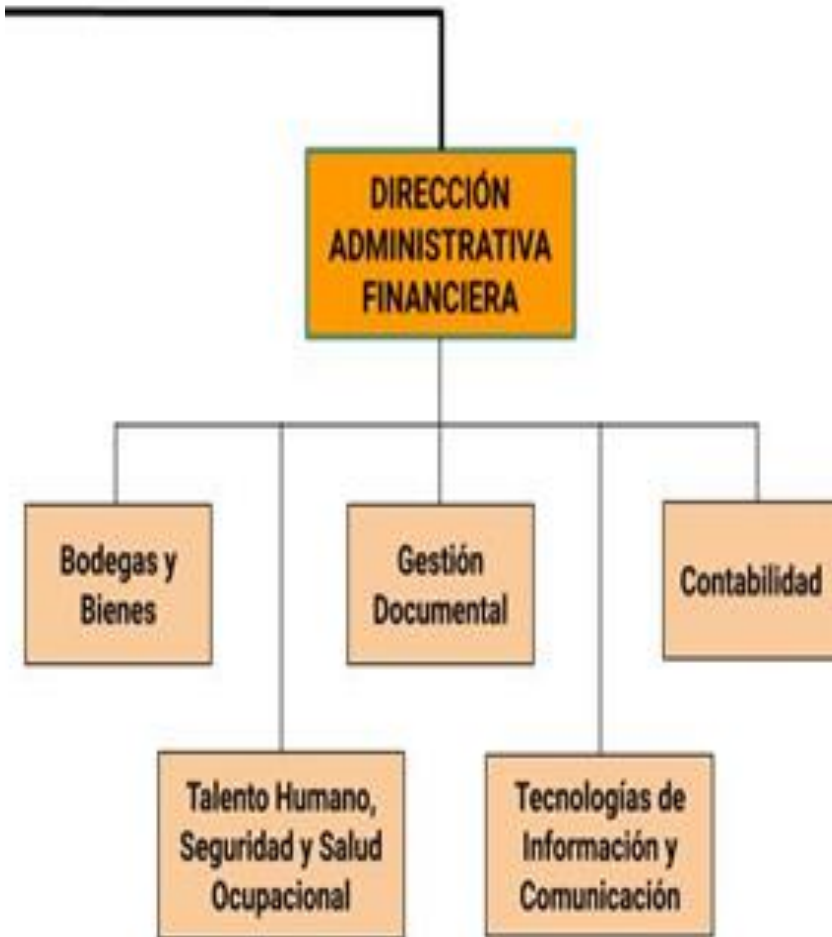 DIRECCIÓN
ADMINISTRATIVA
FINANCIERA
Bodegas y
Bienes
Gestión
Documental
Contabilidad
Talento Humano,
Seguridad y Salud
Ocupacional
Tecnologías de
Información y
Comunicación